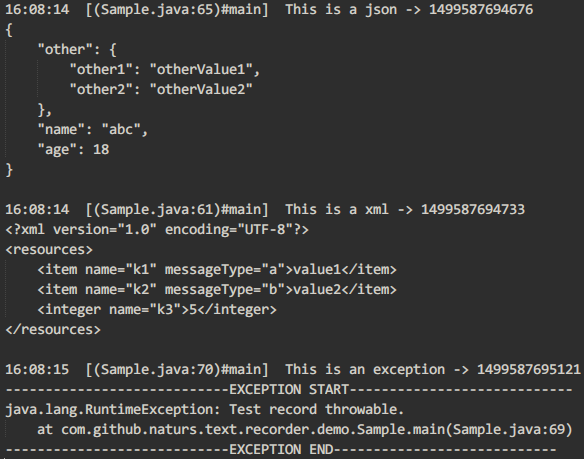 16:08:14  [(Sample.java:65)#main]  This is a json -> 1499587694676
{
    "other": {
        "other1": "otherValue1",
        "other2": "otherValue2"
    },
    "name": "abc",
    "age": 18
}
16:08:14  [(Sample.java:61)#main]  This is a xml -> 1499587694733
<?xml version="1.0" encoding="UTF-8"?>
<resources>
    <item name="k1" messageType="a">value1</item>
    <item name="k2" messageType="b">value2</item>
    <integer name="k3">5</integer>
</resources>
16:08:15  [(Sample.java:70)#main]  This is an exception -> 1499587695121
----------------------------EXCEPTION START----------------------------
java.lang.RuntimeException: Test record throwable.
    at com.github.naturs.text.recorder.demo.Sample.main(Sample.java:69)
----------------------------EXCEPTION END----------------------------